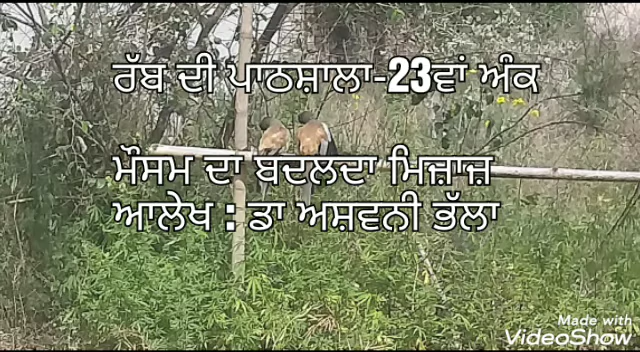 ਰੱਬ ਦੀ ਪਾਠਸ਼ਾਲਾ-23ਵਾਂ ਅੰਕ
ਮੌਸਮ ਦਾ ਬਦਲਦਾ ਮਿਜ਼ਾਜ਼
ਆਲੇਖ : ਡਾ ਅਸ਼ਵਨੀ ਭੱਲਾ
Made with
VideoShow